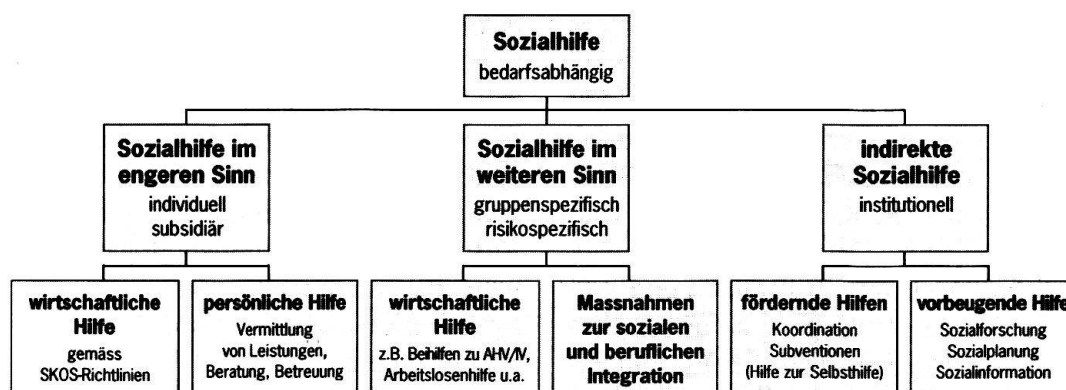 Sozialhilfe
bedarfsabhängig
Sozialhilfe im
engeren Sinn
individuell
subsidiär
Sozialhilfe im
weiteren Sinn
gruppenspezifisch
risikospezifisch
indirekte
Sozialhilfe
institutionell
wirtschaftliche
Hilfe
gemäss
SKOS-Richtlinien
persönliche Hilfe
Vermittlung
von Leistungen,
Beratung, Betreuung
wirtschaftliche
Hilfe
z.B. Beihilfen zu AHV/IV,
Arbeitslosenhilfe u.a.
Massnahmen
zur sozialen
und beruflichen
Integration
fördernde Hilfen
Koordination
Subventionen
(Hilfe zur Selbsthilfe)
vorbeugende Hilfe
Sozialforschung
Sozialplanung
Sozialinformation